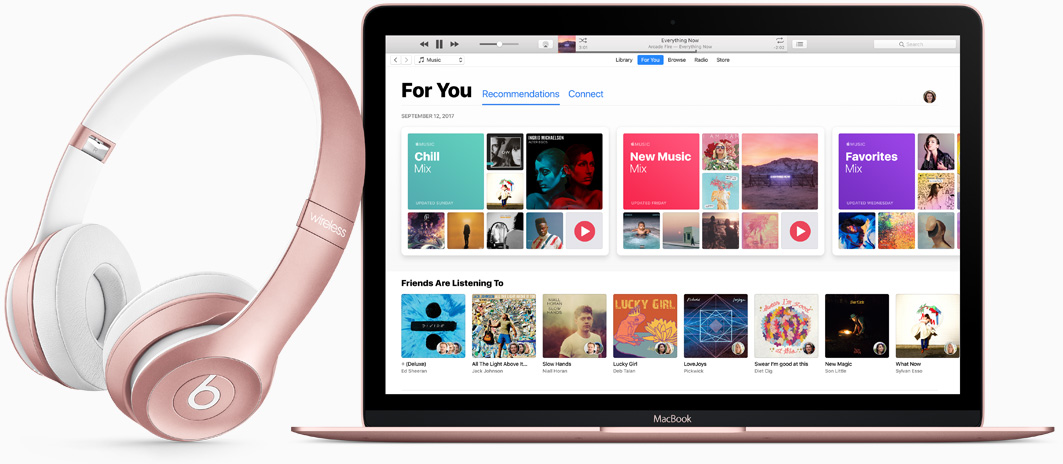 wireless
Everything Now
Arcade Fire — Everything Now
Search
Music
Library
For You
Browse
Radio
Store
For You
Recommendations
Connect
SEPTEMBER 12, 2017
MUSIC
Chill
Mix
UPDATED SUNDAY
INGRID MICHAELSON
MUSIC
New Music
Mix
UPDATED FRIDAY
MUSIC
Favorites
Mix
UPDATED WEDNESDAY
Friends Are Listening To
NIALL
HORAN
SLOW
HANDS
LUCKY GIRL
÷ (Deluxe)
Ed Sheeran
All The Light Above It...
Jack Johnson
Slow Hands
Niall Horan
Lucky Girl
Deb Talan
LoveJoys
Pickwick
Swear I'm good at this
Diet Cig
New Magic
Son Little
What Now
Sylvan Esso
MacBook